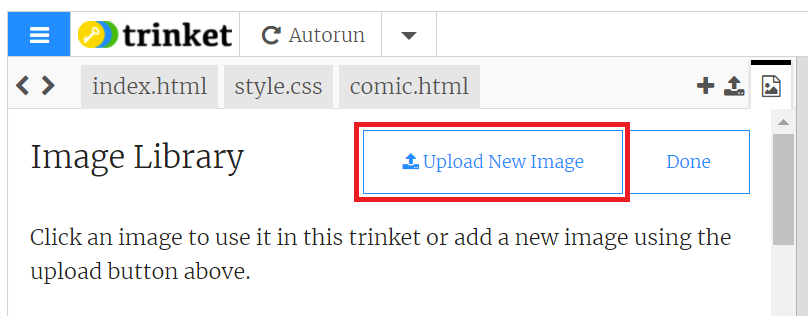 trinket Autorun
index.html style.css comic.html
Image Library Upload New Image Done
Click an image to use it in this trinket or add a new image using the
upload button above.